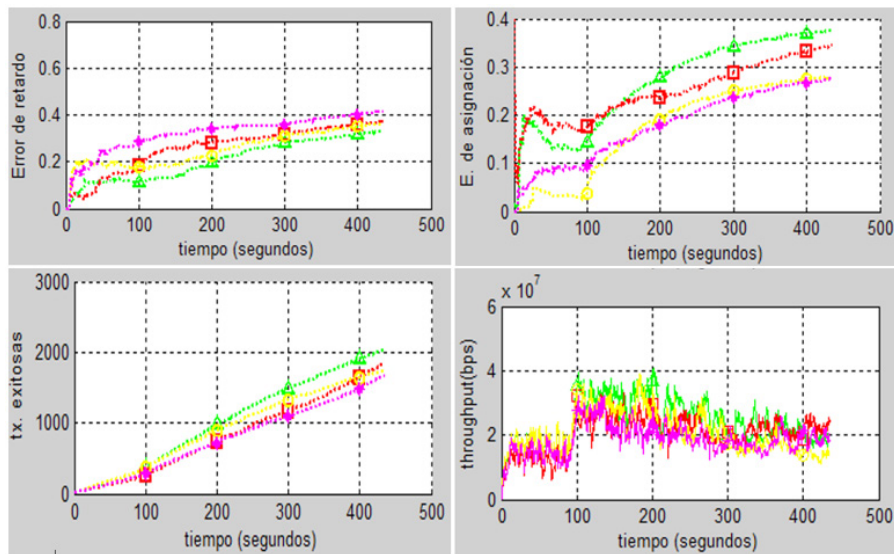 0.8
0.6
0.4
0.2
0
Error de retardo
0 100 200 300 400 500
tiempo (segundos)
0.4
0.3
0.2
0.1
0
E. de asignación
0 100 200 300 400 500
tiempo (segundos)
3000
2000
1000
0
tx. exitosas
0 100 200 300 400 500
tiempo (segundos)
x 10^7
6
4
2
0
throughput(bps)
0 100 200 300 400 500
tiempo (segundos)